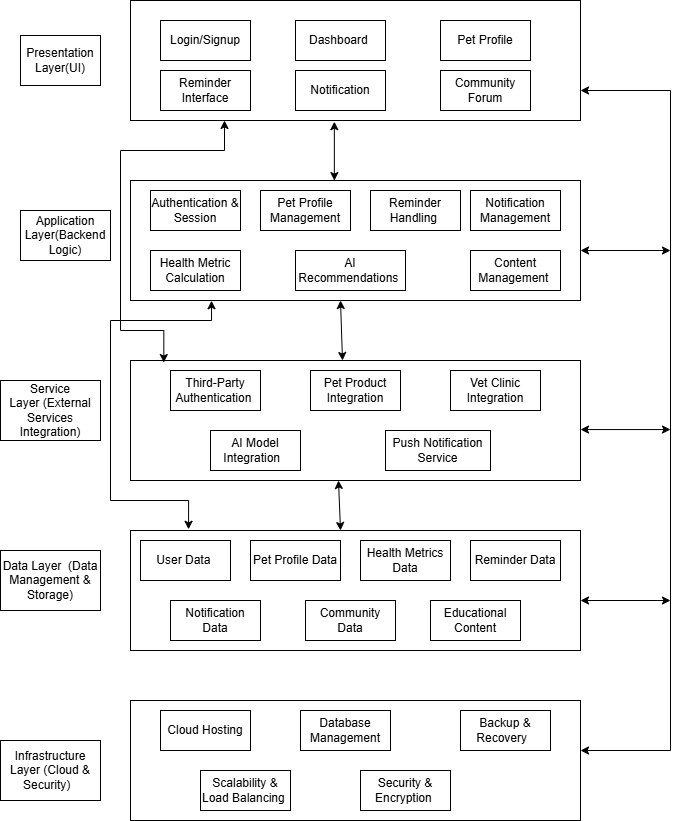 Presentation
Layer(UI)
Login/Signup
Dashboard
Pet Profile
Reminder
Interface
Notification
Community
Forum
Application
Layer(Backend
Logic)
Authentication &
Session
Pet Profile
Management
Reminder
Handling
Notification
Management
Health Metric
Calculation
AI
Recommendations
Content
Management
Service
Layer (External
Services
Integration)
Third-Party
Authentication
Pet Product
Integration
Vet Clinic
Integration
AI Model
Integration
Push Notification
Service
Data Layer  (Data
Management &
Storage)
User Data
Pet Profile Data
Health Metrics
Data
Reminder Data
Notification
Data
Community
Data
Educational
Content
Infrastructure
Layer (Cloud &
Security)
Cloud Hosting
Database
Management
Backup &
Recovery
Scalability &
Load Balancing
Security &
Encryption